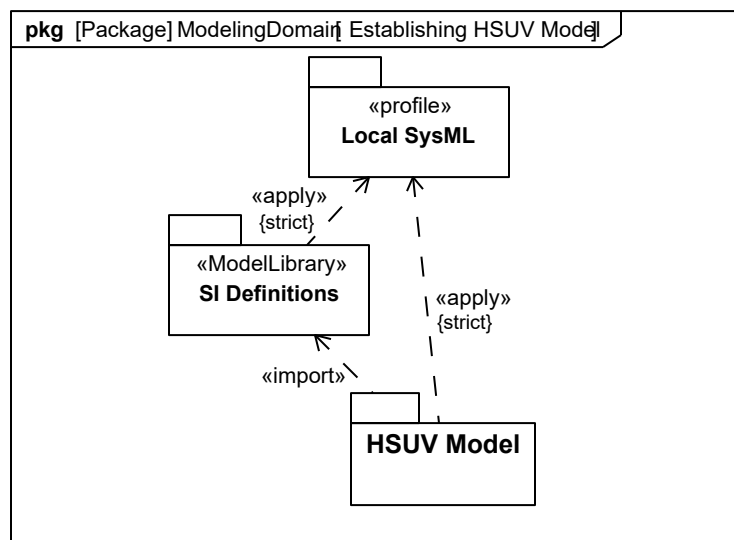 pkg [Package] ModelingDomain[ Establishing HSUV Model]
«profile»
Local SysML
«apply»
{strict}
«ModelLibrary»
SI Definitions
«apply»
{strict}
«import»
HSUV Model